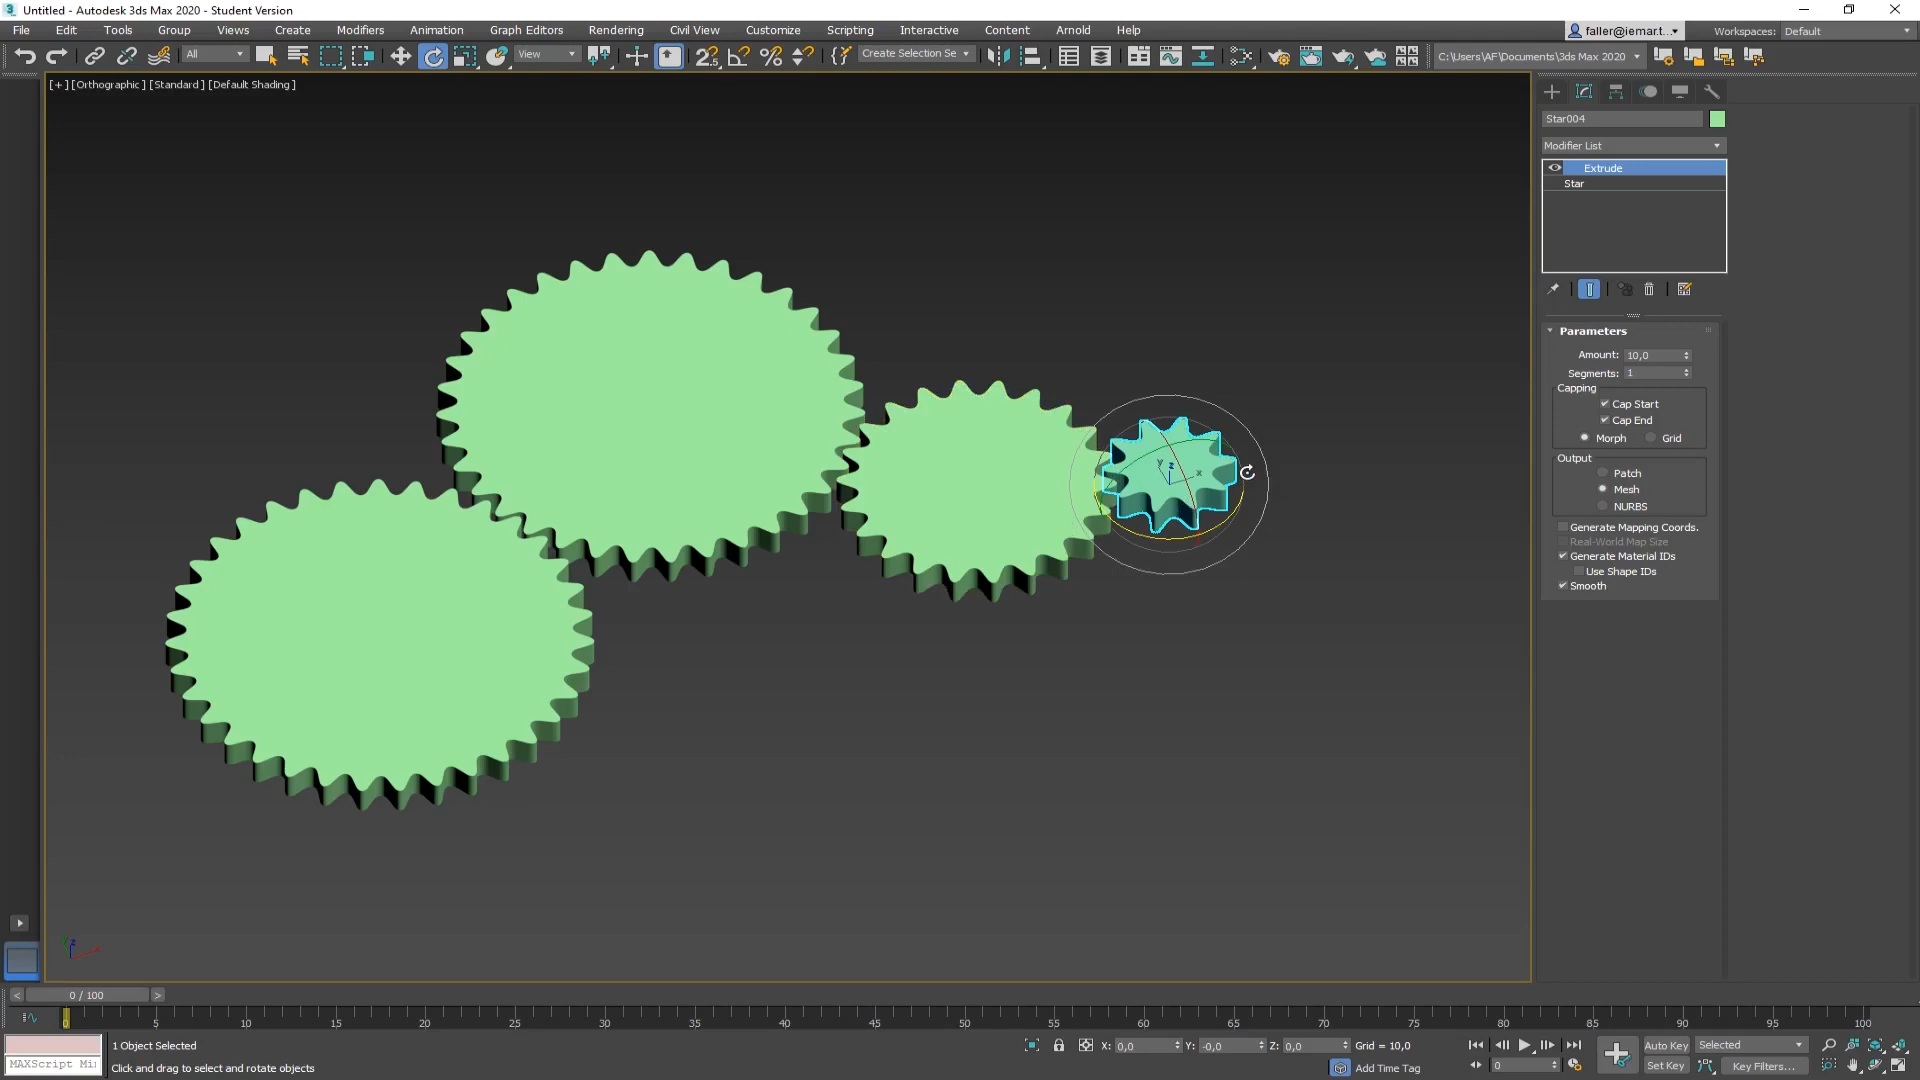 Untitled - Autodesk 3ds Max 2020 - Student Version
File Edit Tools Group Views Create Modifiers Animation Graph Editors Rendering Civil View Customize Scripting Interactive Content Arnold Help
faller@iemar.t... Workspaces: Default
All View Create Selection Se C:\Users\AF\Documents\3ds Max 2020
[+] [Orthographic] [Standard] [Default Shading]
Star004
Modifier List
Extrude
Star
Parameters
Amount: 10,0
Segments: 1
Capping
Cap Start
Cap End
Morph Grid
Output
Patch
Mesh
NURBS
Generate Mapping Coords.
Real-World Map Size
Generate Material IDs
Use Shape IDs
Smooth
y z x
z
< 0 / 100 >
0 5 10 15 20 25 30 35 40 45 50 55 60 65 70 75 80 85 90 95 100
1 Object Selected X: 0,0 Y: -0,0 Z: 0,0 Grid = 10,0 Auto Key Selected
MAXScript Mi Click and drag to select and rotate objects Add Time Tag 0 Set Key Key Filters...